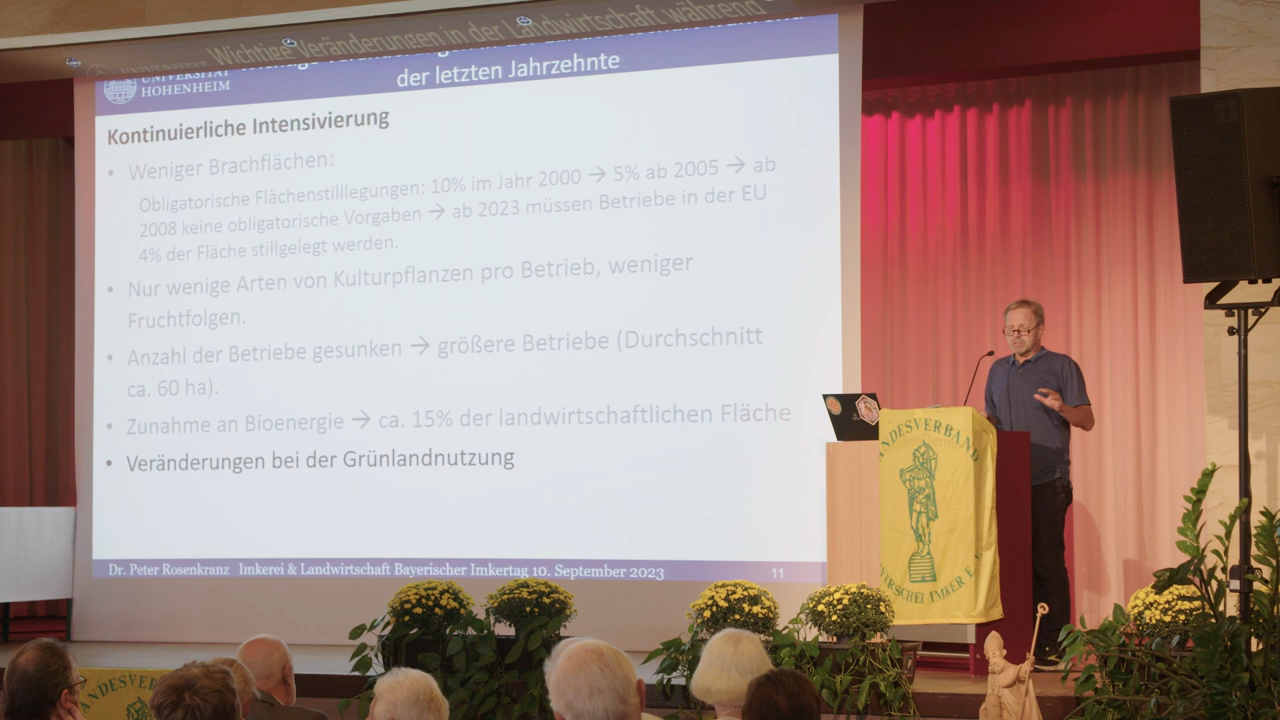 Wichtige Veränderungen in der Landwirtschaft während
der letzten Jahrzehnte
UNIVERSITÄT
HOHENHEIM
Kontinuierliche Intensivierung
• Weniger Brachflächen:
Obligatorische Flächenstilllegungen: 10% im Jahr 2000 → 5% ab 2005 → ab
2008 keine obligatorische Vorgaben → ab 2023 müssen Betriebe in der EU
4% der Fläche stillgelegt werden.
• Nur wenige Arten von Kulturpflanzen pro Betrieb, weniger
Fruchtfolgen.
• Anzahl der Betriebe gesunken → größere Betriebe (Durchschnitt
ca. 60 ha).
• Zunahme an Bioenergie → ca. 15% der landwirtschaftlichen Fläche
• Veränderungen bei der Grünlandnutzung
Dr. Peter Rosenkranz Imkerei & Landwirtschaft Bayerischer Imkertag 10. September 2023 11
ANDESVERBAND
IMKER E.
ANDESVERBA